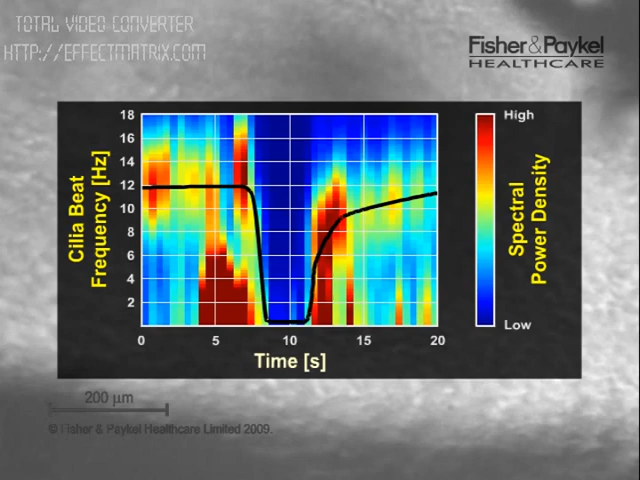 TOTAL VIDEO CONVERTER
HTTP://EFFECTMATRIX.COM
Fisher&Paykel
HEALTHCARE
Cilia Beat
Frequency [Hz]
18
16
14
12
10
8
6
4
2
0
5
10
15
20
Time [s]
High
Low
Spectral
Power Density
200 µm
© Fisher & Paykel Healthcare Limited 2009.